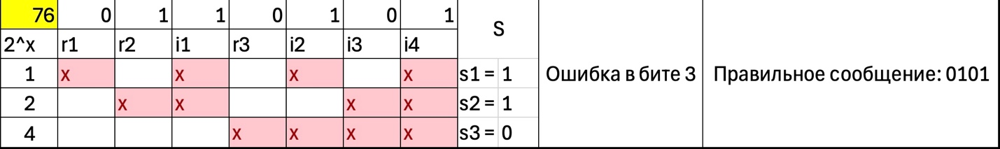 76 0 1 1 0 1 0 1 S
2^x r1 r2 i1 r3 i2 i3 i4
1 x x x x s1 = 1 Ошибка в бите 3 Правильное сообщение: 0101
2 x x x x s2 = 1
4 x x x x s3 = 0